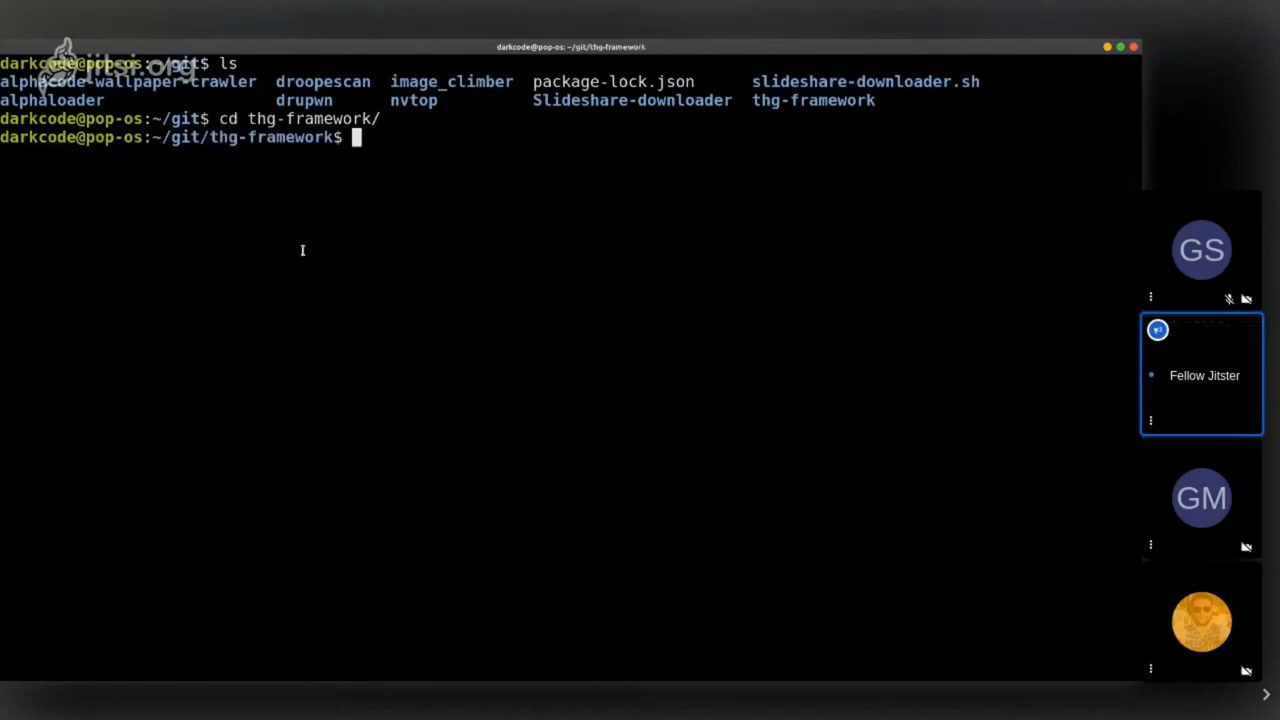 darkcode@pop-os: ~/git/thg-framework
jitsi.org
darkcode@pop-os:~/git$ ls
alphacode-wallpaper-crawler droopescan image_climber package-lock.json slideshare-downloader.sh
alphaloader drupwn nvtop Slideshare-downloader thg-framework
darkcode@pop-os:~/git$ cd thg-framework/
darkcode@pop-os:~/git/thg-framework$
GS
Fellow Jitster
GM